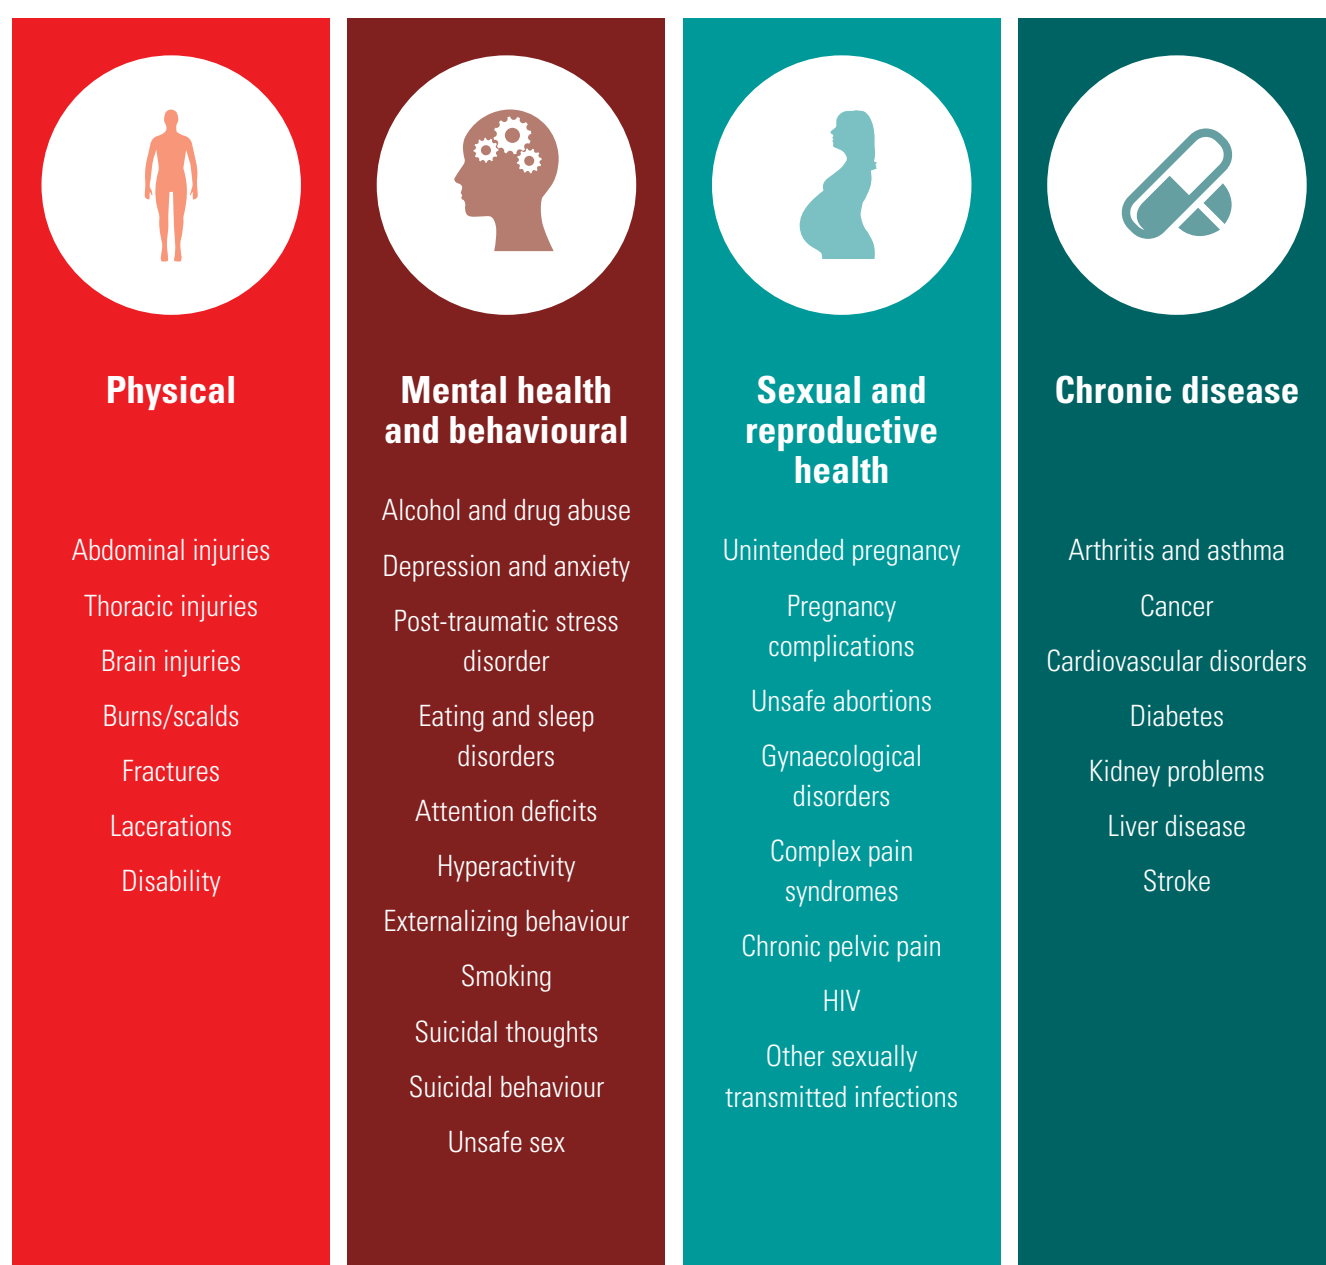 Physical
Abdominal injuries
Thoracic injuries
Brain injuries
Burns/scalds
Fractures
Lacerations
Disability
Mental health
and behavioural
Alcohol and drug abuse
Depression and anxiety
Post-traumatic stress
disorder
Eating and sleep
disorders
Attention deficits
Hyperactivity
Externalizing behaviour
Smoking
Suicidal thoughts
Suicidal behaviour
Unsafe sex
Sexual and
reproductive
health
Unintended pregnancy
Pregnancy
complications
Unsafe abortions
Gynaecological
disorders
Complex pain
syndromes
Chronic pelvic pain
HIV
Other sexually
transmitted infections
Chronic disease
Arthritis and asthma
Cancer
Cardiovascular disorders
Diabetes
Kidney problems
Liver disease
Stroke